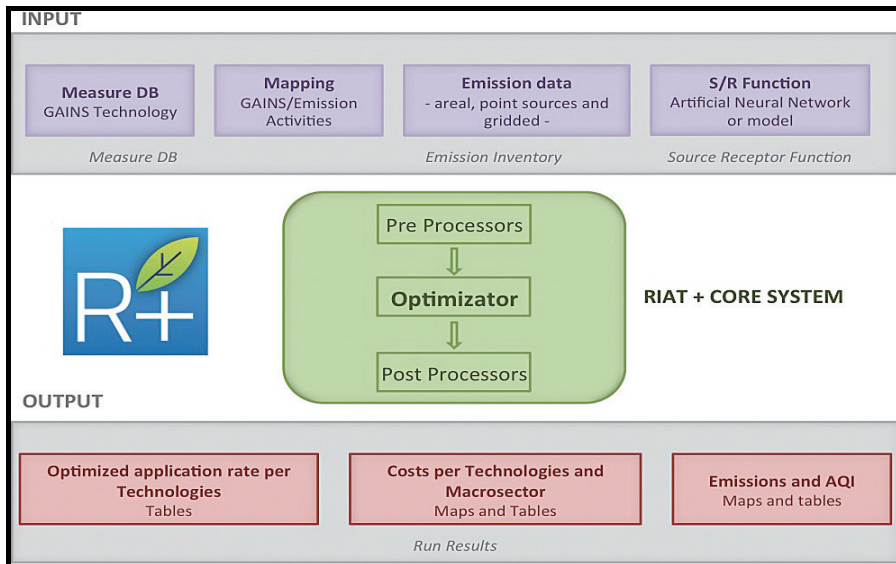 INPUT
Measure DB
GAINS Technology
Mapping
GAINS/Emission
Activities
Emission data
- areal, point sources and
gridded -
S/R Function
Artificial Neural Network
or model
Measure DB
Emission Inventory
Source Receptor Function
R+
Pre Processors
Optimizator
Post Processors
RIAT + CORE SYSTEM
OUTPUT
Optimized application rate per
Technologies
Tables
Costs per Technologies and
Macrosector
Maps and Tables
Emissions and AQI
Maps and tables
Run Results